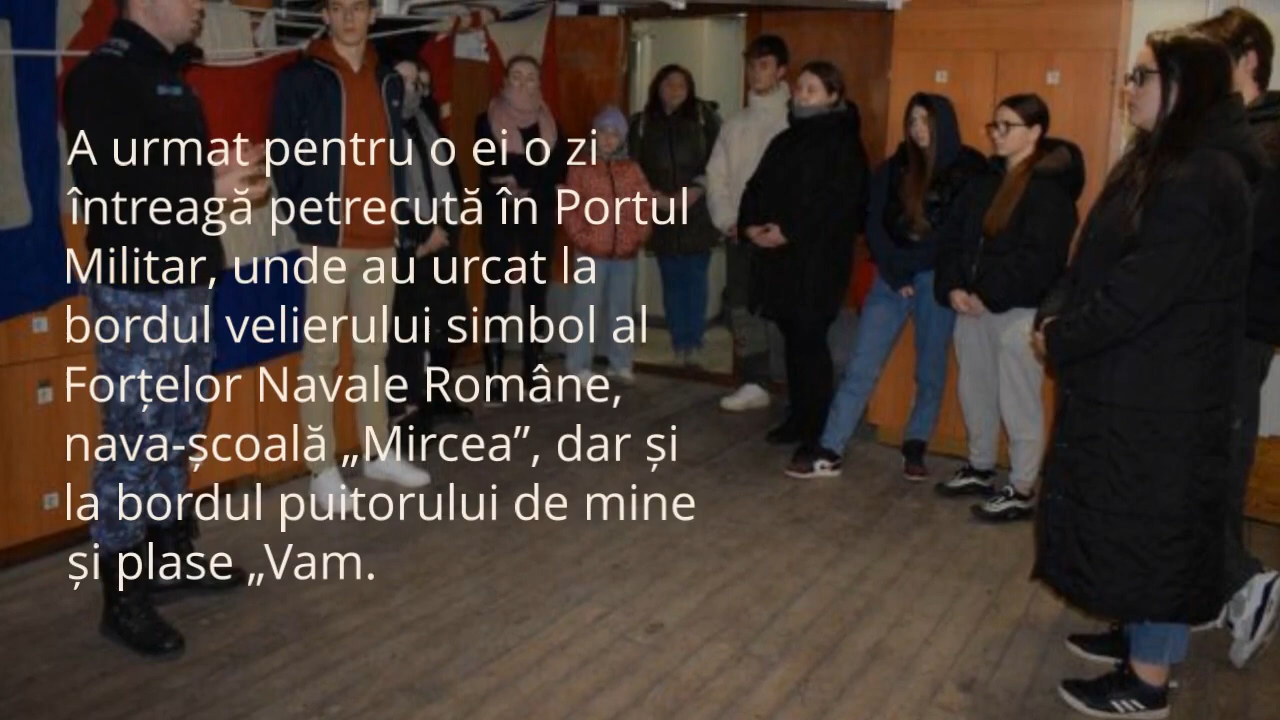 A urmat pentru o ei o zi
întreagă petrecută în Portul
Militar, unde au urcat la
bordul velierului simbol al
Forțelor Navale Române,
nava-școală „Mircea”, dar și
la bordul puitorului de mine
și plase „Vam.